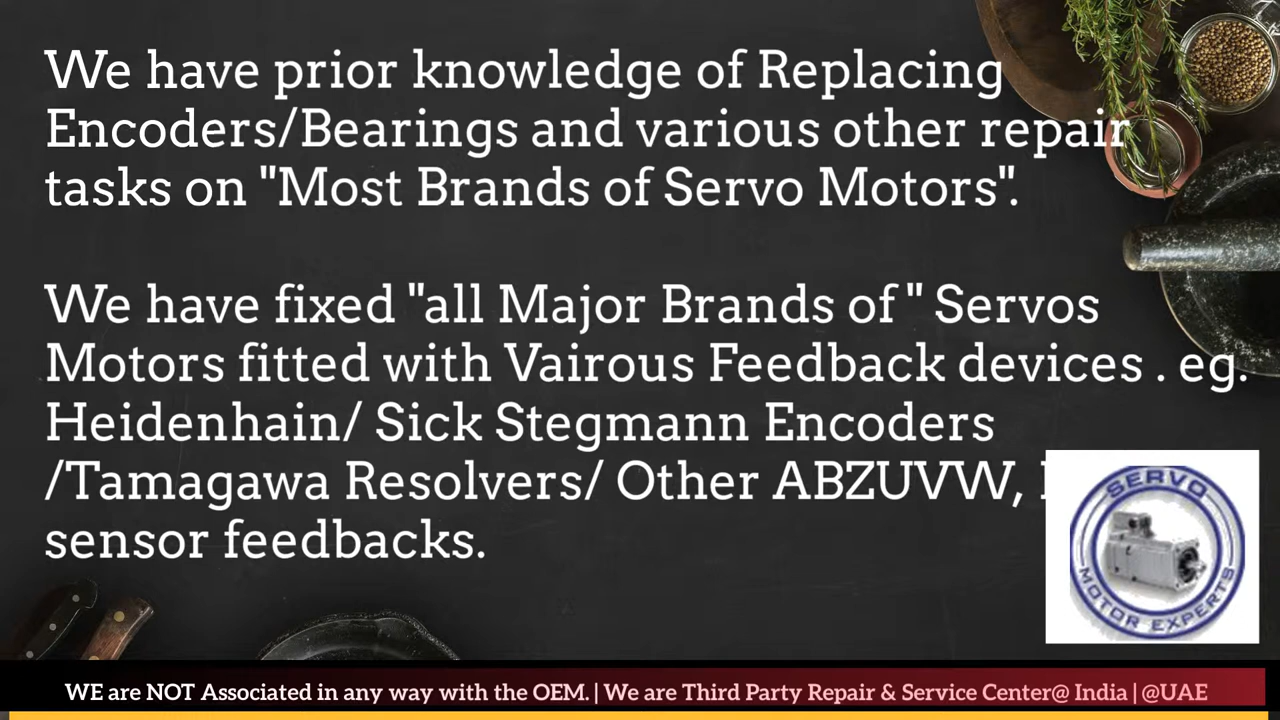 We have prior knowledge of Replacing
Encoders/Bearings and various other repair
tasks on "Most Brands of Servo Motors".
We have fixed "all Major Brands of " Servos
Motors fitted with Vairous Feedback devices . eg.
Heidenhain/ Sick Stegmann Encoders
/Tamagawa Resolvers/ Other ABZUVW,
sensor feedbacks.
SERVO
MOTOR EXPERTS
WE are NOT Associated in any way with the OEM. | We are Third Party Repair & Service Center@ India | @UAE